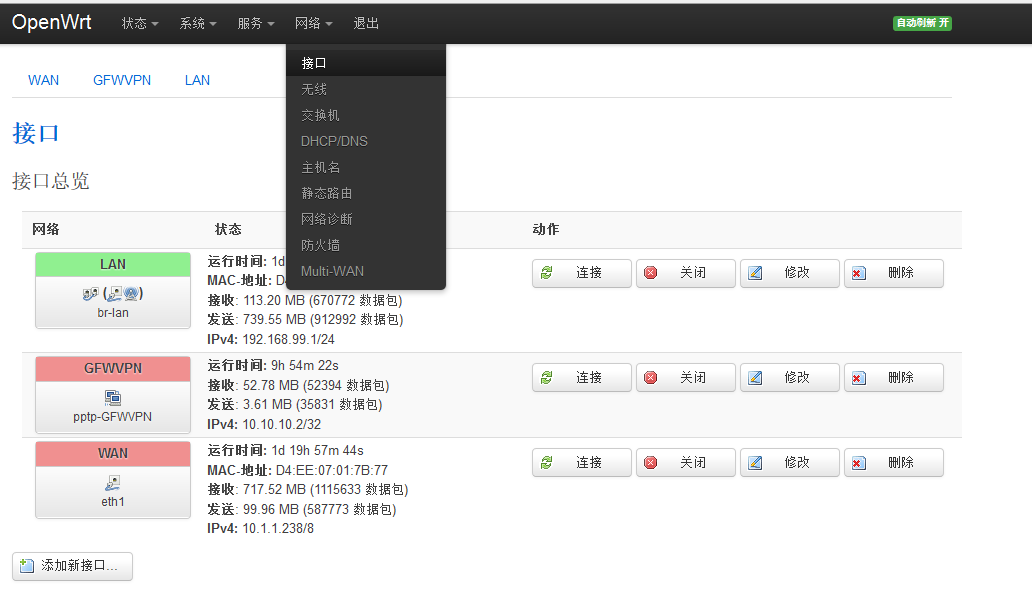 OpenWrt 状态 系统 服务 网络 退出 自动刷新 开
接口
无线
交换机
DHCP/DNS
主机名
静态路由
网络诊断
防火墙
Multi-WAN
WAN GFWVPN LAN
接口
接口总览
网络 状态 动作
LAN
br-lan
运行时间: 1d
MAC-地址: D4
接收: 113.20 MB (670772 数据包)
发送: 739.55 MB (912992 数据包)
IPv4: 192.168.99.1/24
连接 关闭 修改 删除
GFWVPN
pptp-GFWVPN
运行时间: 9h 54m 22s
接收: 52.78 MB (52394 数据包)
发送: 3.61 MB (35831 数据包)
IPv4: 10.10.10.2/32
连接 关闭 修改 删除
WAN
eth1
运行时间: 1d 19h 57m 44s
MAC-地址: D4:EE:07:01:7B:77
接收: 717.52 MB (1115633 数据包)
发送: 99.96 MB (587773 数据包)
IPv4: 10.1.1.238/8
连接 关闭 修改 删除
添加新接口...